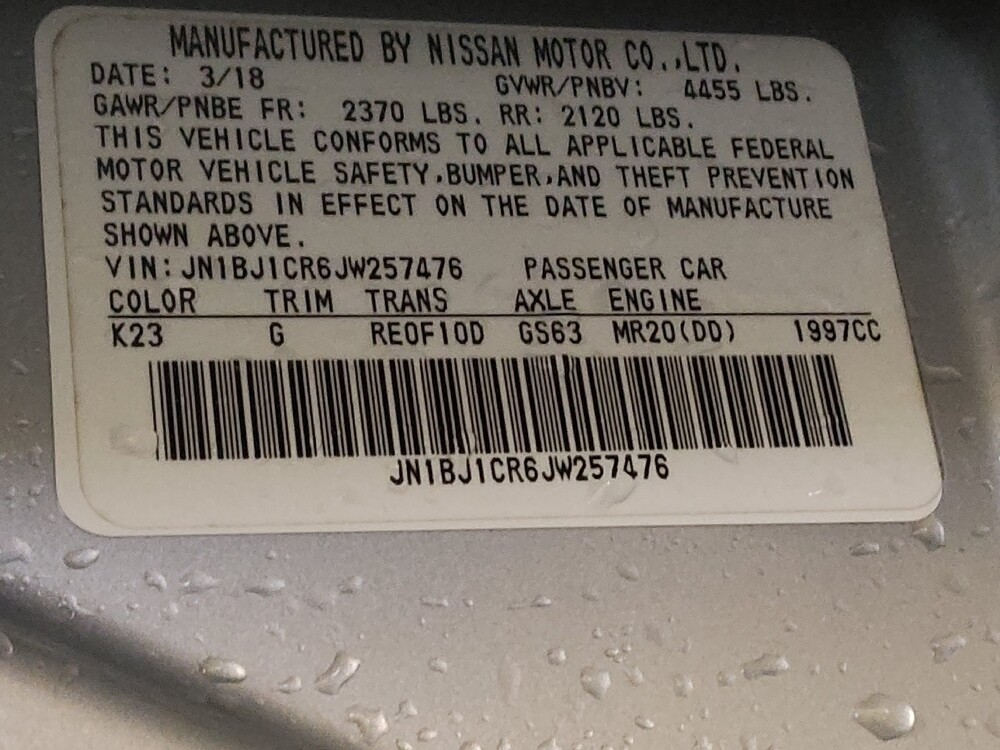 MANUFACTURED BY NISSAN MOTOR CO.,LTD.
DATE: 3/18 GVWR/PNBV: 4455 LBS.
GAWR/PNBE FR: 2370 LBS. RR: 2120 LBS.
THIS VEHICLE CONFORMS TO ALL APPLICABLE FEDERAL
MOTOR VEHICLE SAFETY,BUMPER,AND THEFT PREVENTION
STANDARDS IN EFFECT ON THE DATE OF MANUFACTURE
SHOWN ABOVE.
VIN: JN1BJ1CR6JW257476 PASSENGER CAR
COLOR TRIM TRANS AXLE ENGINE
K23 G RE0F10D GS63 MR20(DD) 1997CC
JN1BJ1CR6JW257476